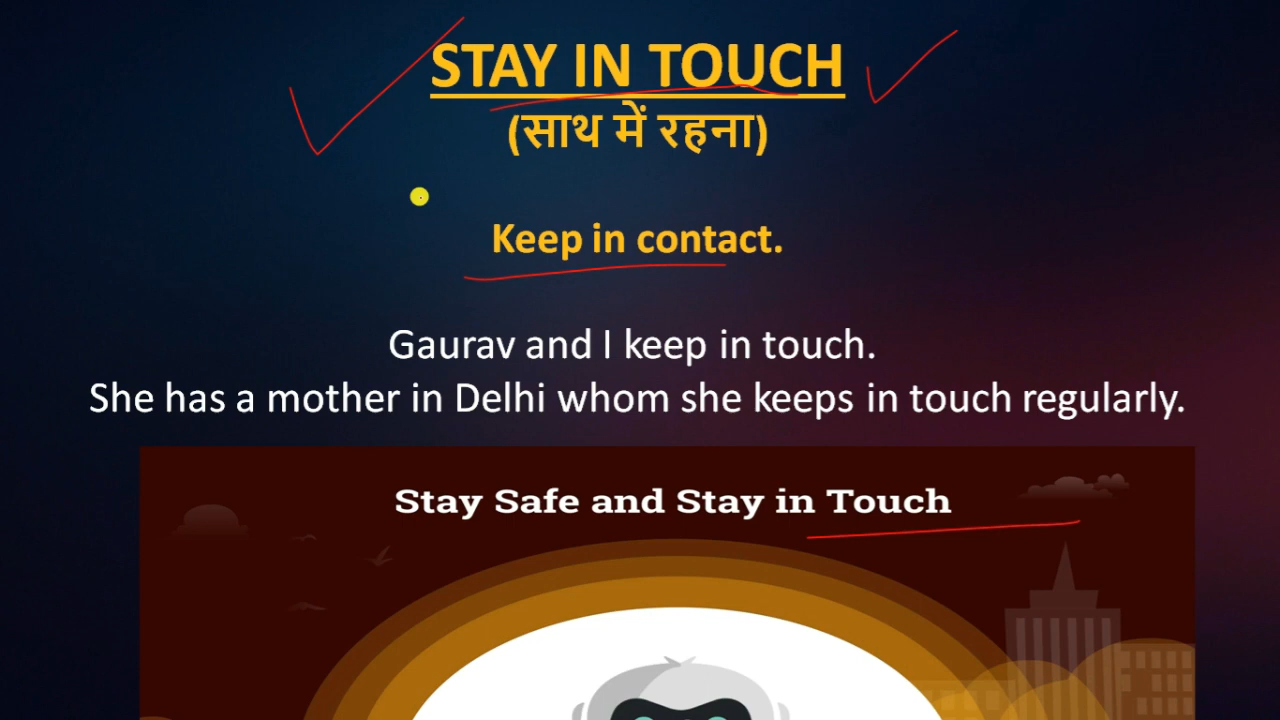 STAY IN TOUCH
(साथ में रहना)
Keep in contact.
Gaurav and I keep in touch.
She has a mother in Delhi whom she keeps in touch regularly.
Stay Safe and Stay in Touch